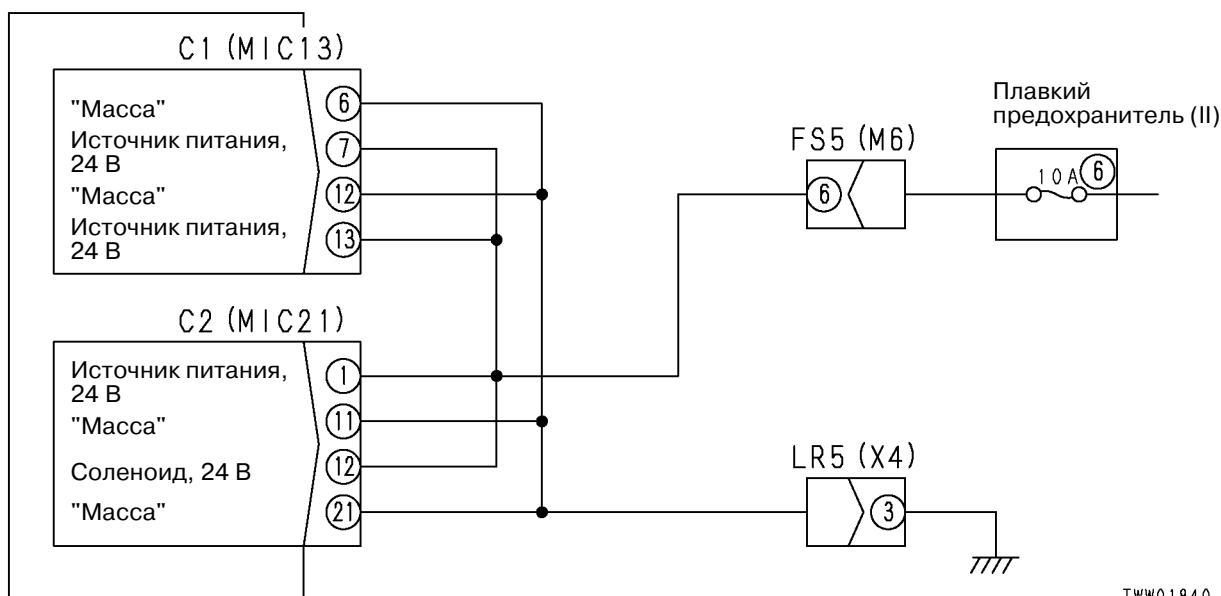 C1 (MIC13)
"Масса"
6
Источник питания,
24 В
7
"Масса"
12
Источник питания,
24 В
13
C2 (MIC21)
Источник питания,
24 В
1
"Масса"
11
Соленоид, 24 В
12
"Масса"
21
FS5 (M6)
6
Плавкий
предохранитель (II)
10A 6
LR5 (X4)
3